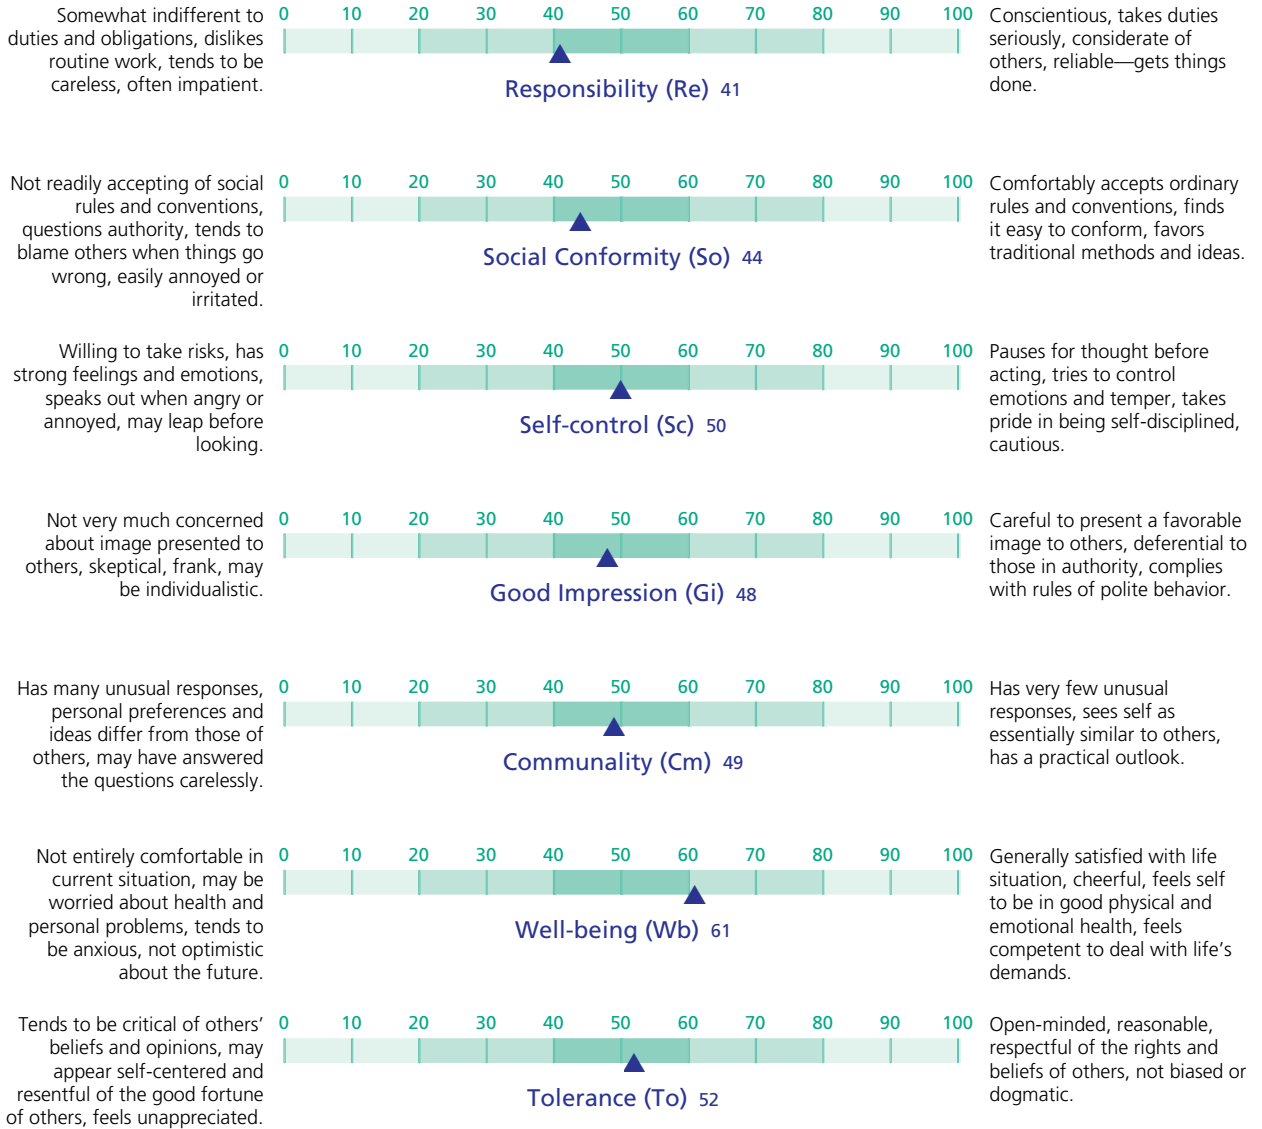 Somewhat indifferent to
duties and obligations, dislikes
routine work, tends to be
careless, often impatient.
0 10 20 30 40 50 60 70 80 90 100
Responsibility (Re) 41
Conscientious, takes duties
seriously, considerate of
others, reliable—gets things
done.
Not readily accepting of social
rules and conventions,
questions authority, tends to
blame others when things go
wrong, easily annoyed or
irritated.
0 10 20 30 40 50 60 70 80 90 100
Social Conformity (So) 44
Comfortably accepts ordinary
rules and conventions, finds
it easy to conform, favors
traditional methods and ideas.
Willing to take risks, has
strong feelings and emotions,
speaks out when angry or
annoyed, may leap before
looking.
0 10 20 30 40 50 60 70 80 90 100
Self-control (Sc) 50
Pauses for thought before
acting, tries to control
emotions and temper, takes
pride in being self-disciplined,
cautious.
Not very much concerned
about image presented to
others, skeptical, frank, may
be individualistic.
0 10 20 30 40 50 60 70 80 90 100
Good Impression (Gi) 48
Careful to present a favorable
image to others, deferential to
those in authority, complies
with rules of polite behavior.
Has many unusual responses,
personal preferences and
ideas differ from those of
others, may have answered
the questions carelessly.
0 10 20 30 40 50 60 70 80 90 100
Communality (Cm) 49
Has very few unusual
responses, sees self as
essentially similar to others,
has a practical outlook.
Not entirely comfortable in
current situation, may be
worried about health and
personal problems, tends to
be anxious, not optimistic
about the future.
0 10 20 30 40 50 60 70 80 90 100
Well-being (Wb) 61
Generally satisfied with life
situation, cheerful, feels self
to be in good physical and
emotional health, feels
competent to deal with life’s
demands.
Tends to be critical of others’
beliefs and opinions, may
appear self-centered and
resentful of the good fortune
of others, feels unappreciated.
0 10 20 30 40 50 60 70 80 90 100
Tolerance (To) 52
Open-minded, reasonable,
respectful of the rights and
beliefs of others, not biased or
dogmatic.